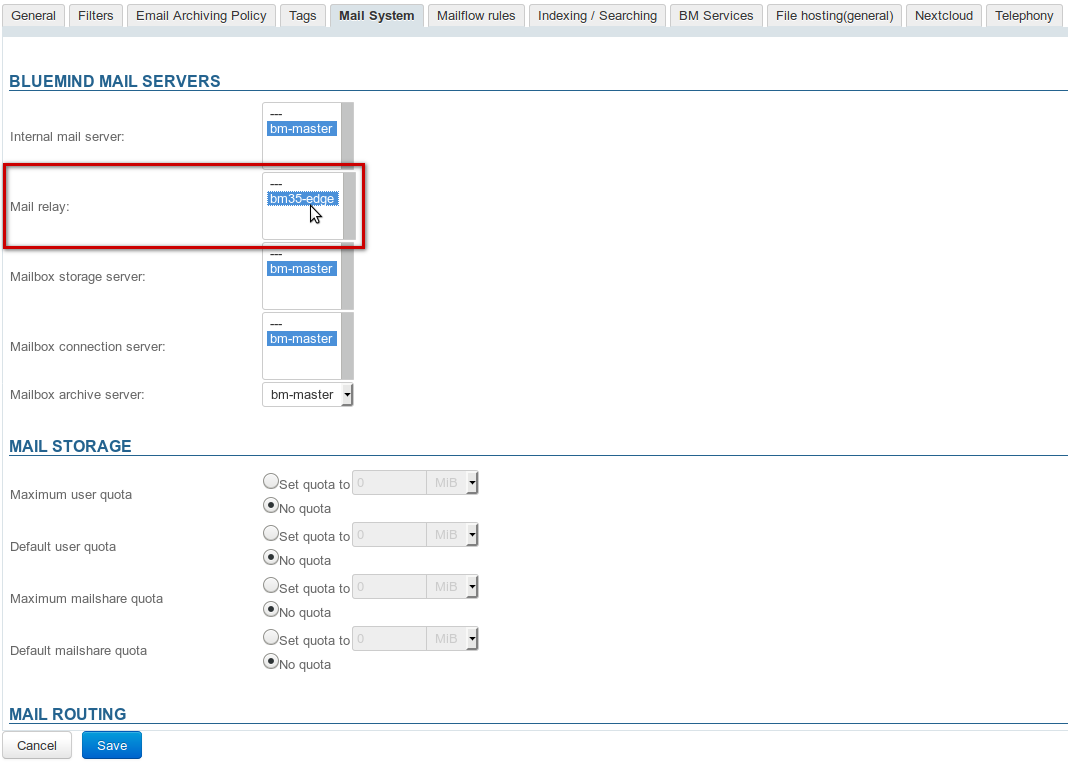 General Filters Email Archiving Policy Tags Mail System Mailflow rules Indexing / Searching BM Services File hosting(general) Nextcloud Telephony
BLUEMIND MAIL SERVERS
---
Internal mail server: bm-master
---
Mail relay: bm35-edge
---
Mailbox storage server: bm-master
---
Mailbox connection server: bm-master
Mailbox archive server: bm-master
MAIL STORAGE
Maximum user quota
Set quota to 0 MiB
No quota
Default user quota
Set quota to 0 MiB
No quota
Maximum mailshare quota
Set quota to 0 MiB
No quota
Default mailshare quota
Set quota to 0 MiB
No quota
MAIL ROUTING
Cancel Save